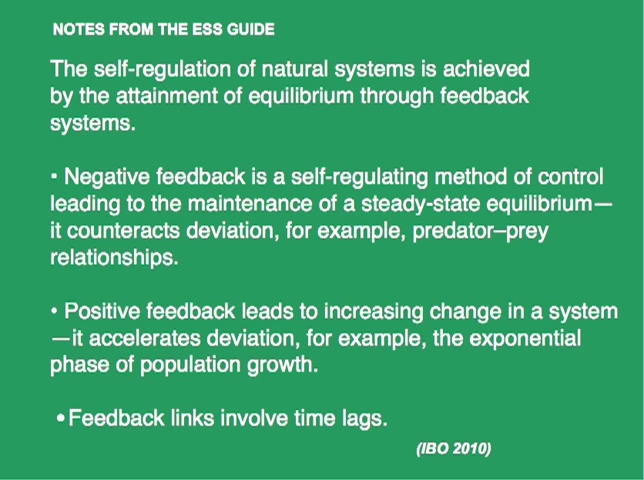 NOTES FROM THE ESS GUIDE
The self-regulation of natural systems is achieved
by the attainment of equilibrium through feedback
systems.
• Negative feedback is a self-regulating method of control
leading to the maintenance of a steady-state equilibrium—
it counteracts deviation, for example, predator–prey
relationships.
• Positive feedback leads to increasing change in a system
—it accelerates deviation, for example, the exponential
phase of population growth.
• Feedback links involve time lags.
(IBO 2010)